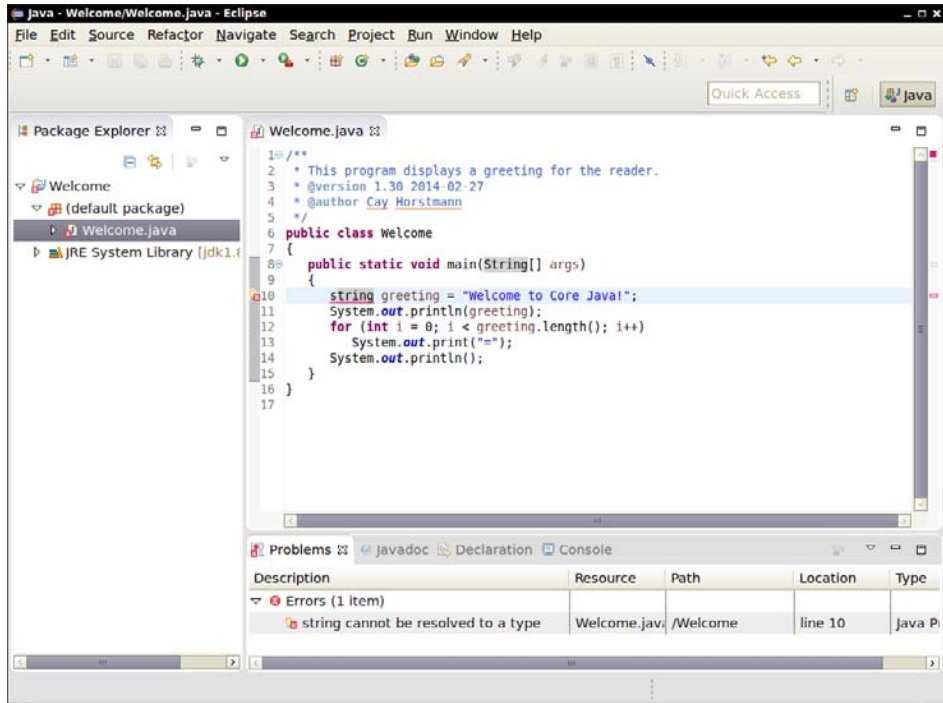 Java - Welcome/Welcome.java - Eclipse
File Edit Source Refactor Navigate Search Project Run Window Help
Quick Access
Java
Package Explorer
Welcome
(default package)
Welcome.java
JRE System Library [jdk1.
Welcome.java
1 /**
2 * This program displays a greeting for the reader.
3 * @version 1.30 2014-02-27
4 * @author Cay Horstmann
5 */
6 public class Welcome
7 {
8 public static void main(String[] args)
9 {
10 string greeting = "Welcome to Core Java!";
11 System.out.println(greeting);
12 for (int i = 0; i < greeting.length(); i++)
13 System.out.print("=");
14 System.out.println();
15 }
16 }
17
Problems Javadoc Declaration Console
Description Resource Path Location Type
Errors (1 item)
string cannot be resolved to a type Welcome.jav /Welcome line 10 Java P